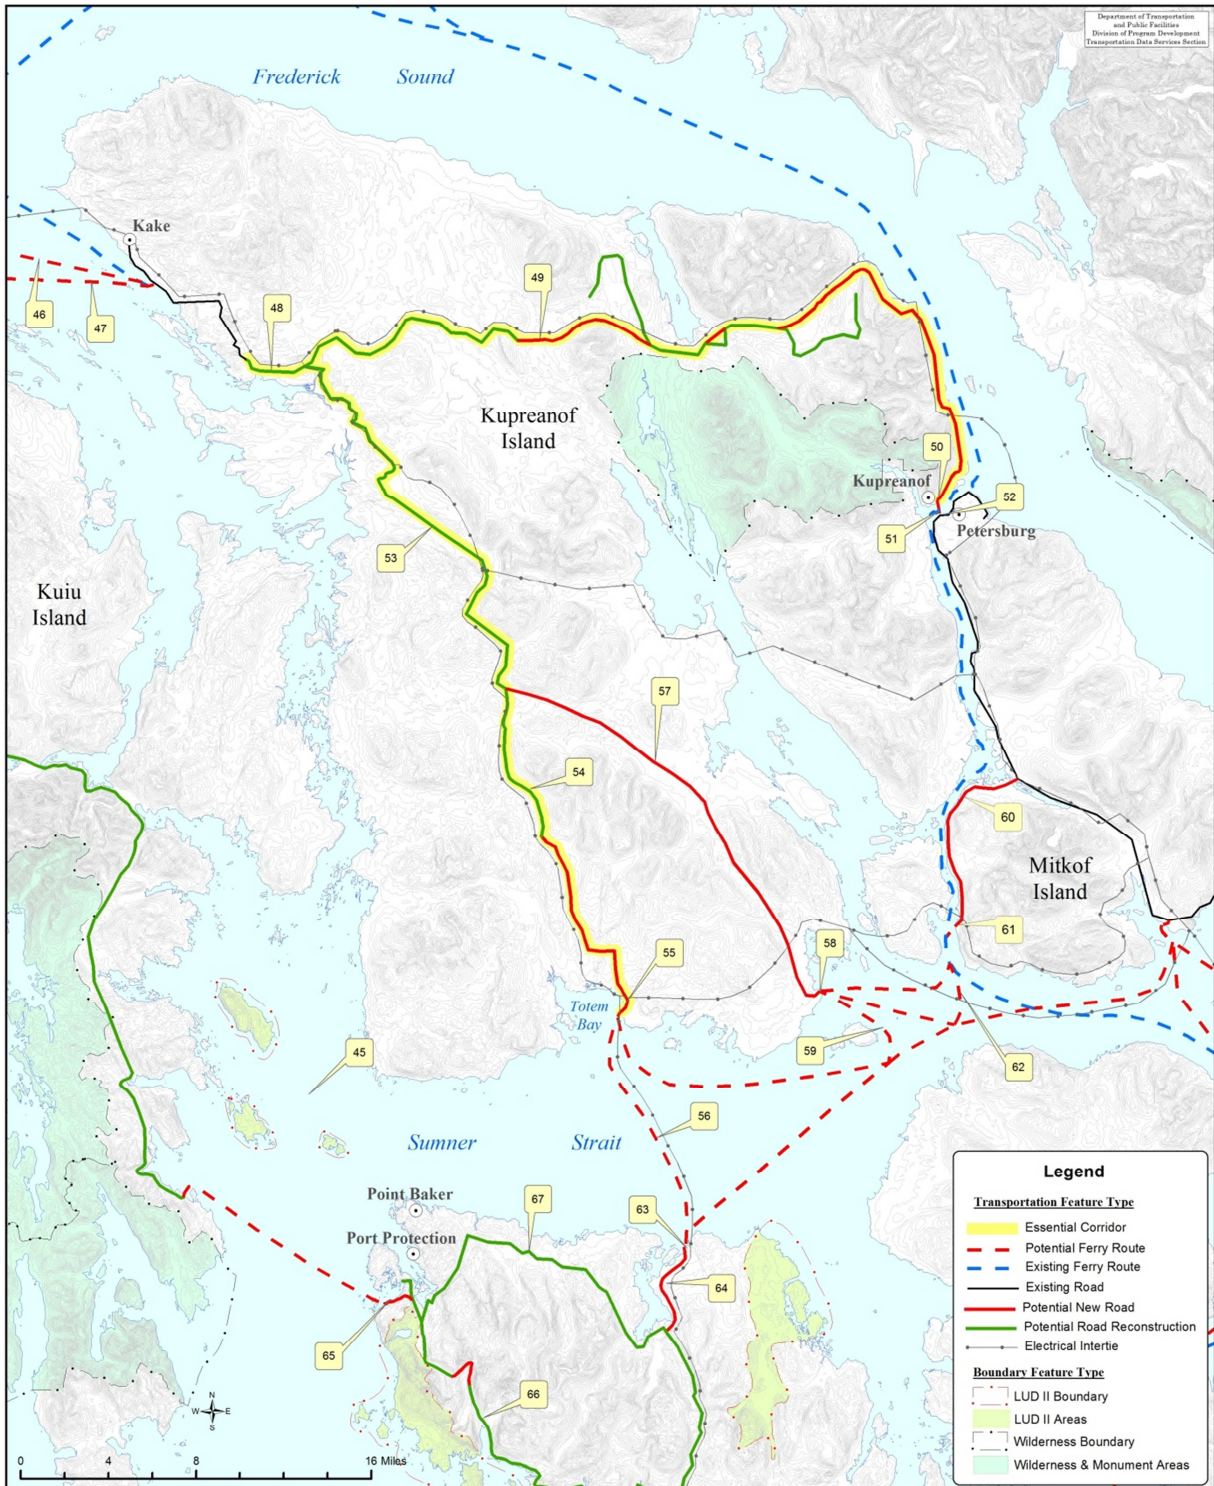 Department of Transportation
and Public Facilities
Division of Program Development
Transportation Data Services Section
Frederick Sound
Kake
49
48
46
47
Kupreanof
Island
50
Kupreanof
52
51
Petersburg
53
Kuiu
Island
57
54
60
Mitkof
Island
61
55
58
Totem
Bay
59
45
62
56
Sumner Strait
Point Baker
67
63
Port Protection
64
65
66
N
W E
S
0 4 8 16 Miles
Legend
Transportation Feature Type
Essential Corridor
Potential Ferry Route
Existing Ferry Route
Existing Road
Potential New Road
Potential Road Reconstruction
Electrical Intertie
Boundary Feature Type
LUD II Boundary
LUD II Areas
Wilderness Boundary
Wilderness & Monument Areas